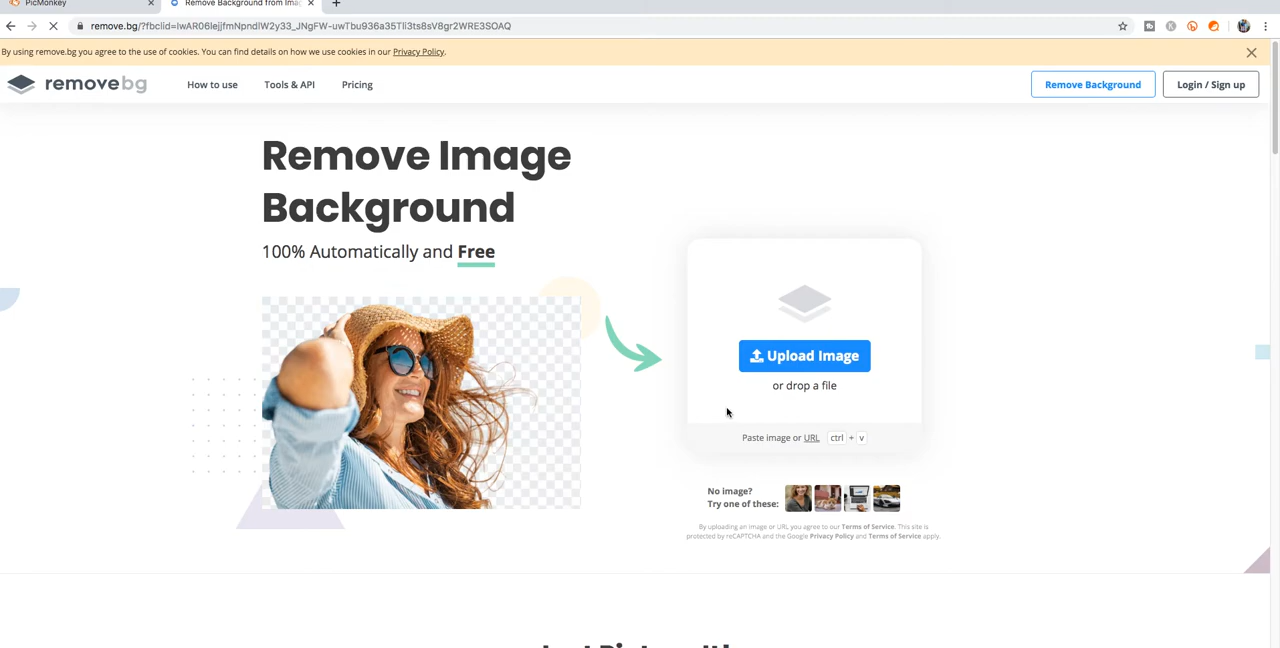 PicMonkey
Remove Background from Imag
remove.bg/?fbclid=IwAR06lejjfmNpndlW2y33_JNgFW-uwTbu936a35Tli3ts8sV8gr2WRE3SOAQ
By using remove.bg you agree to the use of cookies. You can find details on how we use cookies in our Privacy Policy.
removebg
How to use
Tools & API
Pricing
Remove Background
Login / Sign up
Remove Image
Background
100% Automatically and Free
Upload Image
or drop a file
Paste image or URL ctrl + v
No image?
Try one of these:
By uploading an image or URL you agree to our Terms of Service. This site is
protected by reCAPTCHA and the Google Privacy Policy and Terms of Service apply.